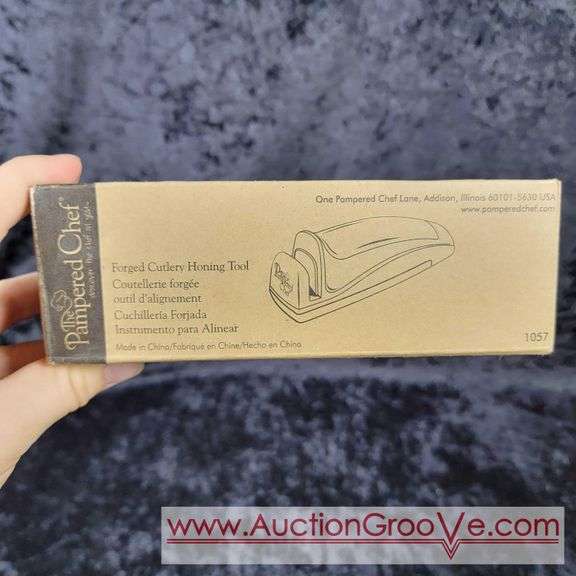 The Pampered Chef®
discover the chef in you™
One Pampered Chef Lane, Addison, Illinois 60101-5630 USA
www.pamperedchef.com
Forged Cutlery Honing Tool
Coutellerie forgée
outil d'alignement
Cuchillería Forjada
Instrumento para Alinear
Made in China/Fabriqué en Chine/Hecho en China
1057
www.AuctionGrooVe.com